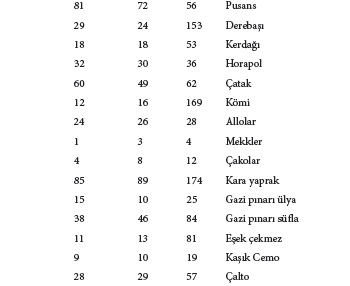 81 72 56 Pusans
29 24 153 Derebaşı
18 18 53 Kerdağı
32 30 36 Horapol
60 49 62 Çatak
12 16 169 Kömi
24 26 28 Allolar
1 3 4 Mekkler
4 8 12 Çakolar
85 89 174 Kara yaprak
15 10 25 Gazi pınarı ülya
38 46 84 Gazi pınarı süfla
11 13 81 Eşek çekmez
9 10 19 Kaşık Cemo
28 29 57 Çalto